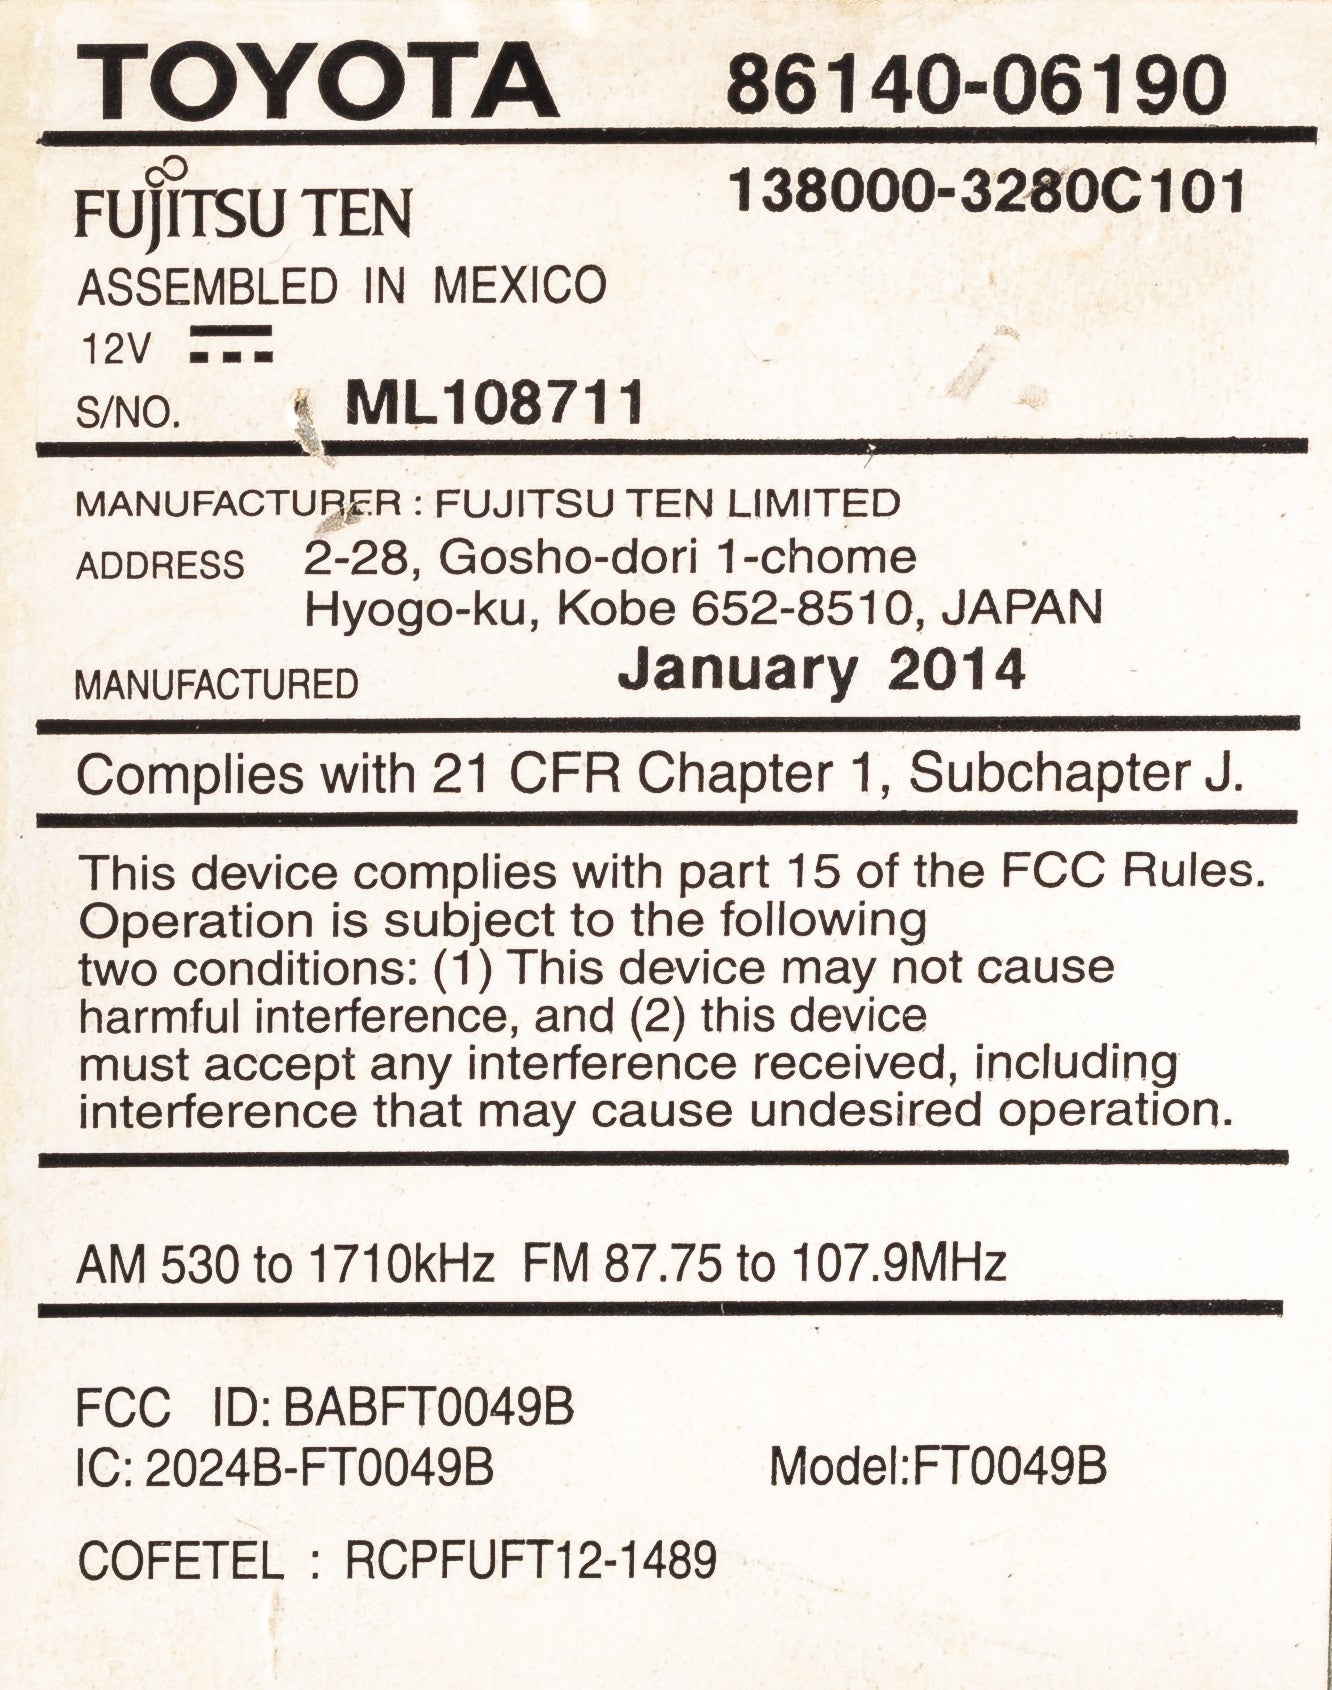 TOYOTA 86140-06190
FUJITSU TEN 138000-3280C101
ASSEMBLED IN MEXICO
12V
S/NO. ML108711
MANUFACTURER : FUJITSU TEN LIMITED
ADDRESS 2-28, Gosho-dori 1-chome
Hyogo-ku, Kobe 652-8510, JAPAN
MANUFACTURED January 2014
Complies with 21 CFR Chapter 1, Subchapter J.
This device complies with part 15 of the FCC Rules.
Operation is subject to the following
two conditions: (1) This device may not cause
harmful interference, and (2) this device
must accept any interference received, including
interference that may cause undesired operation.
AM 530 to 1710kHz FM 87.75 to 107.9MHz
FCC ID: BABFT0049B
IC: 2024B-FT0049B Model:FT0049B
COFETEL : RCPFUFT12-1489